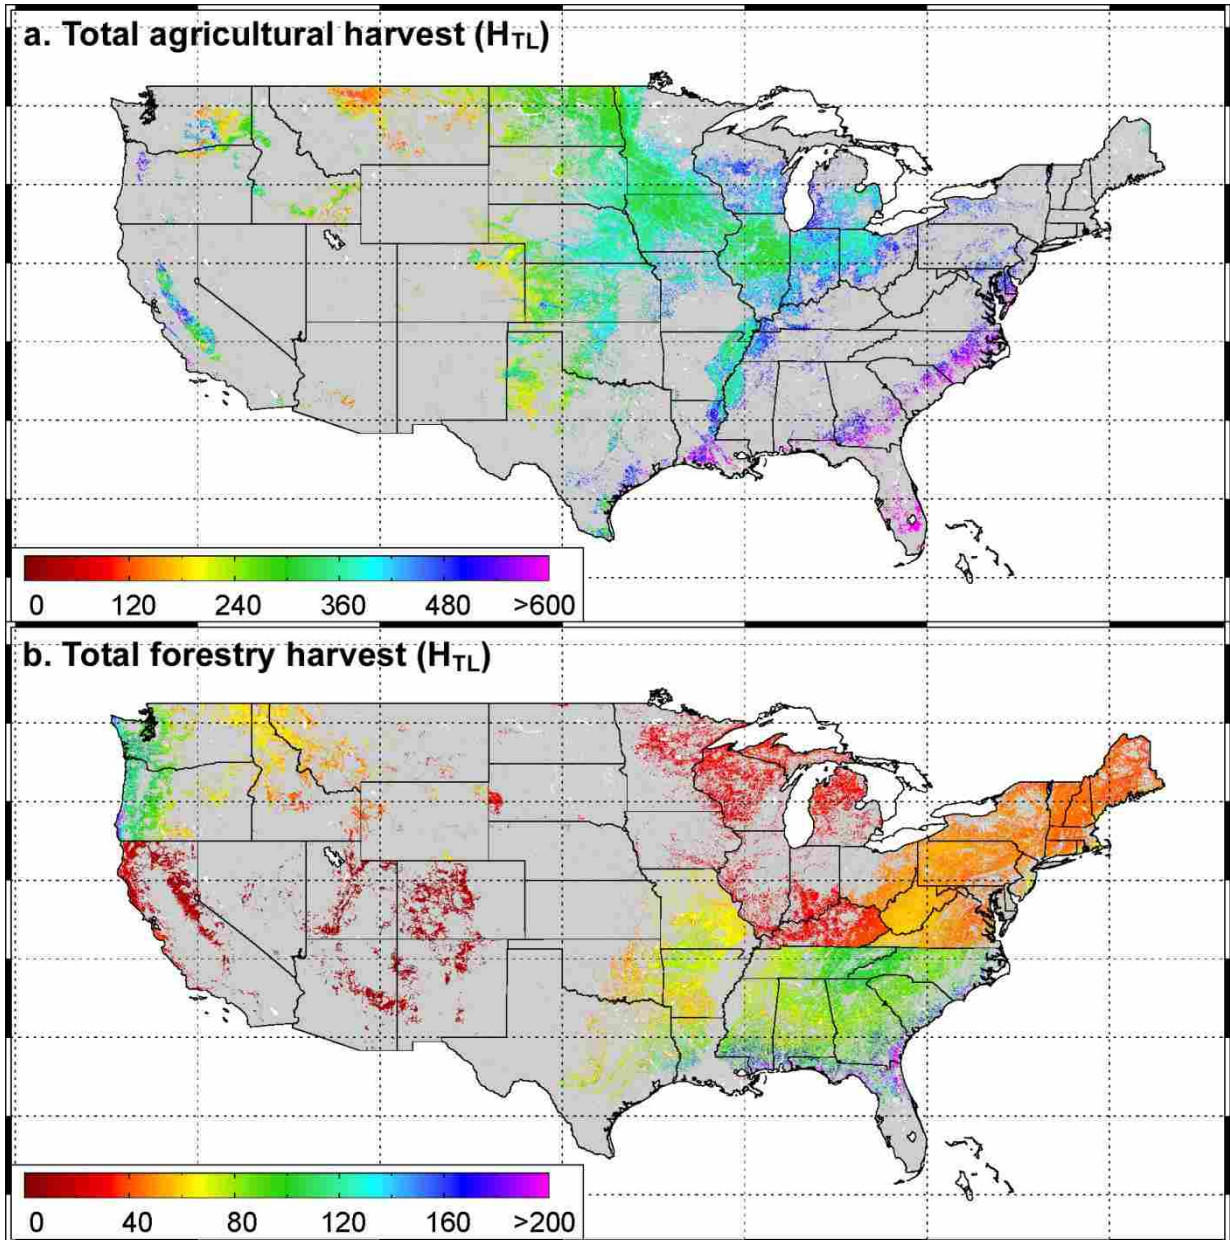 a. Total agricultural harvest (HTL)
0 120 240 360 480 >600
b. Total forestry harvest (HTL)
0 40 80 120 160 >200